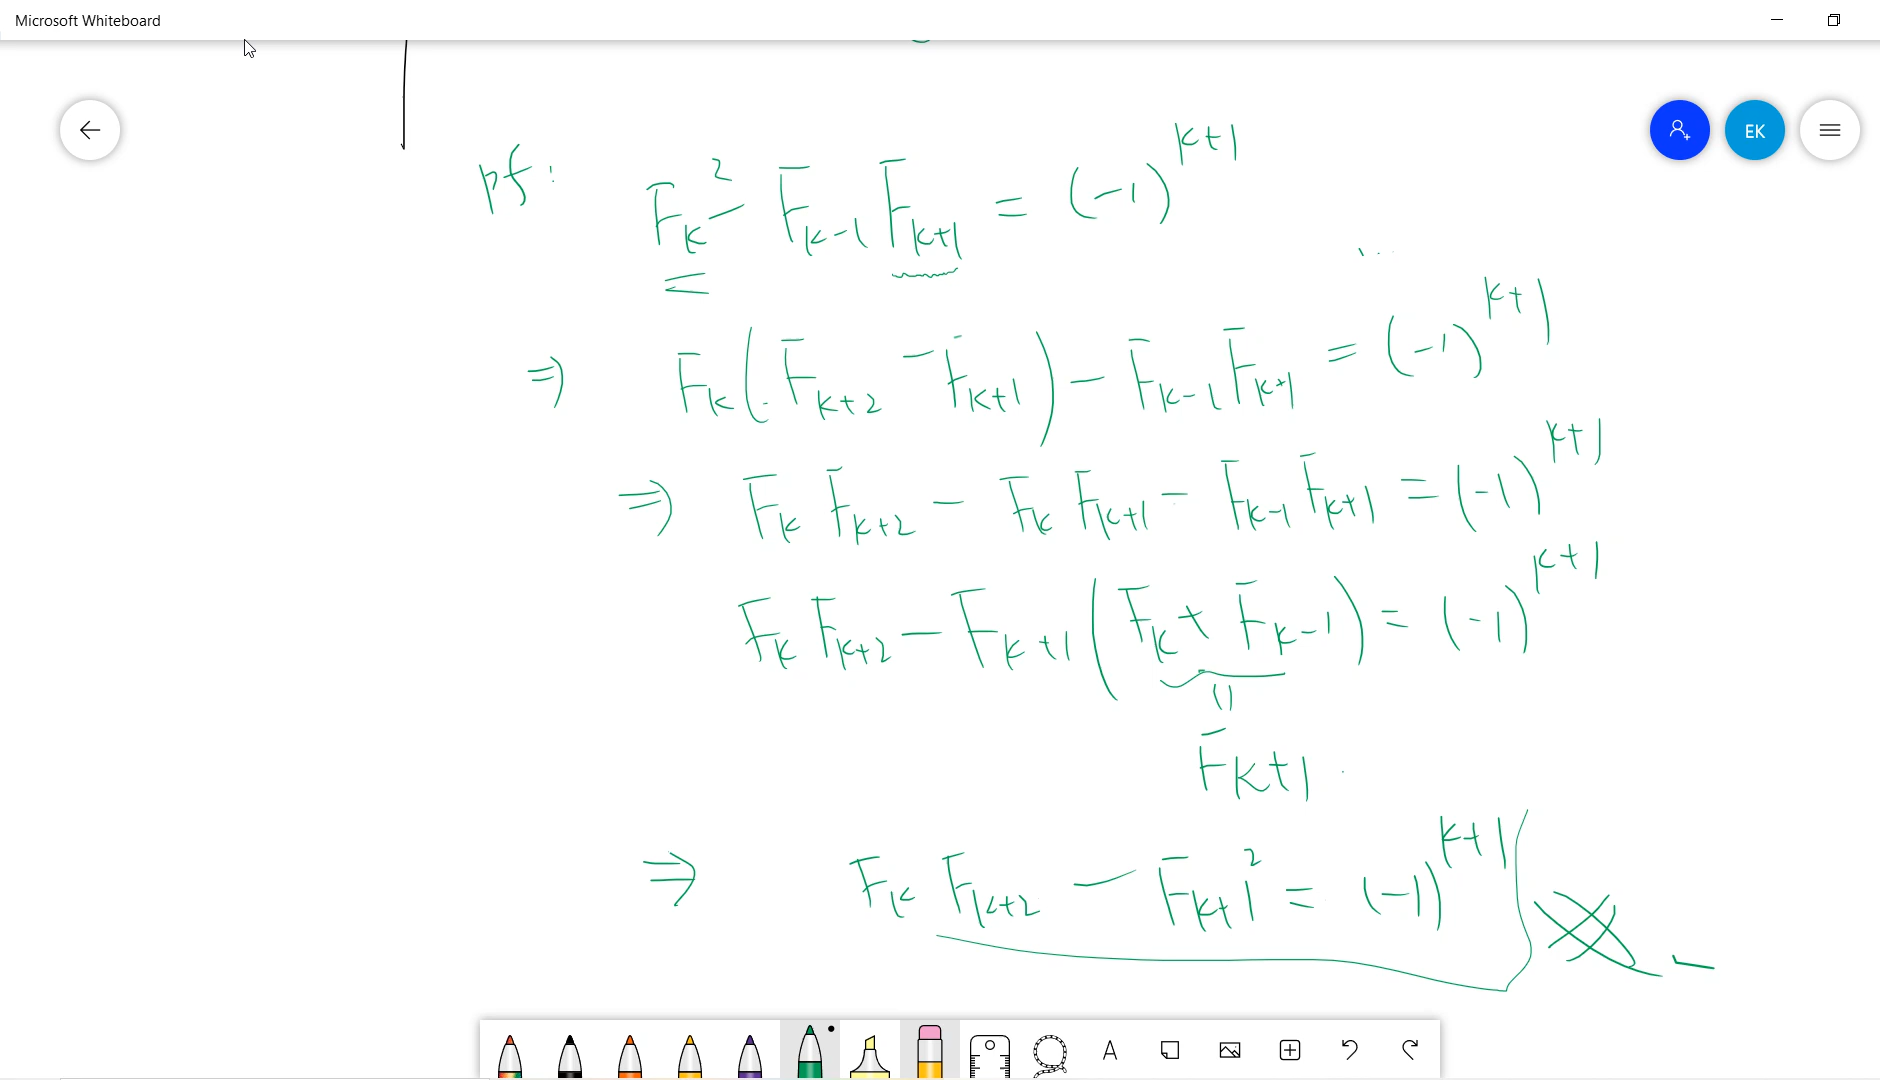 Microsoft Whiteboard
EK
pf: F_k^2 - F_{k-1} F_{k+1} = (-1)^{k+1}
⇒ F_k (F_{k+2} - F_{k+1}) - F_{k-1} F_{k+1} = (-1)^{k+1}
⇒ F_k F_{k+2} - F_k F_{k+1} - F_{k-1} F_{k+1} = (-1)^{k+1}
F_k F_{k+2} - F_{k+1} (F_k + F_{k-1}) = (-1)^{k+1}
F_{k+1}
⇒ F_k F_{k+2} - F_{k+1}^2 = (-1)^{k+1}